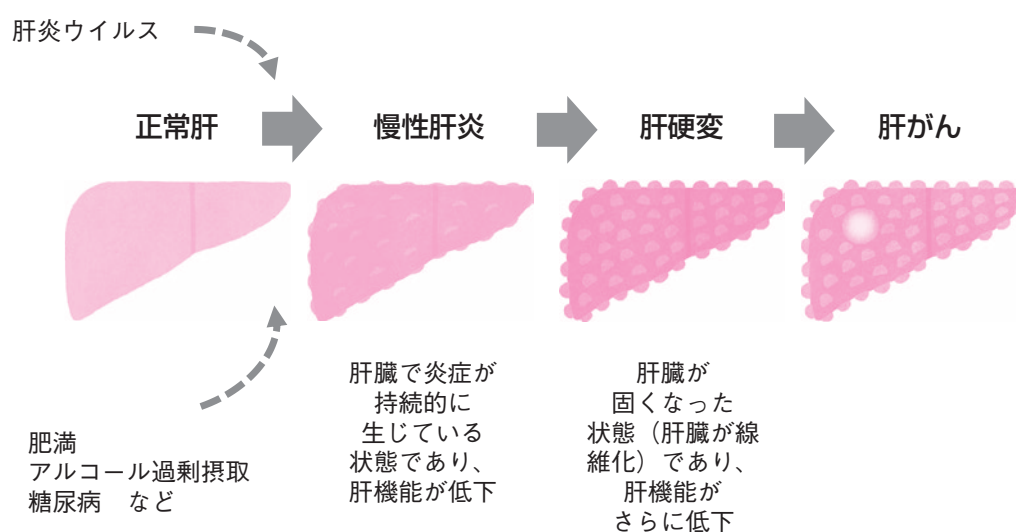 肝炎ウイルス
正常肝
慢性肝炎
肝硬変
肝がん
肝臓で炎症が
持続的に
生じている
状態であり、
肝機能が低下
肝臓が
固くなった
状態（肝臓が線
維化）であり、
肝機能が
さらに低下
肥満
アルコール過剰摂取
糖尿病　など